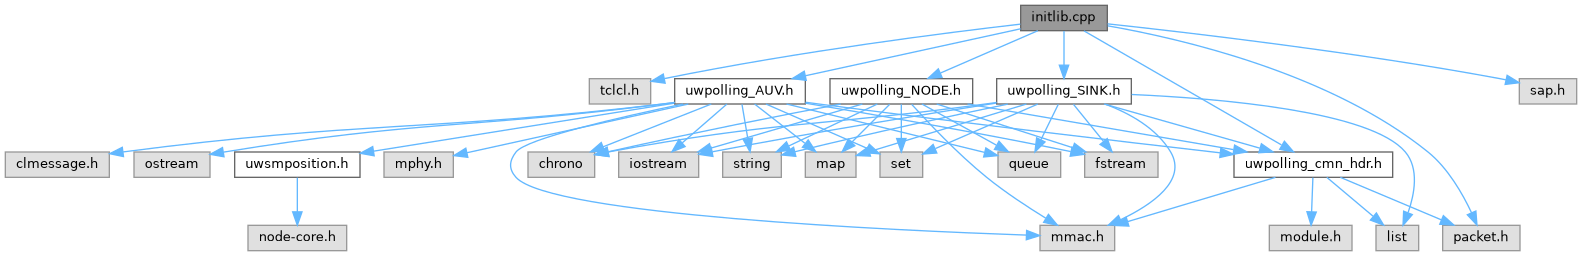 initlib.cpp
tclcl.h
uwpolling_AUV.h
uwpolling_NODE.h
uwpolling_SINK.h
sap.h
clmessage.h
ostream
uwsmposition.h
mphy.h
chrono
iostream
string
map
set
queue
fstream
uwpolling_cmn_hdr.h
node-core.h
mmac.h
module.h
list
packet.h